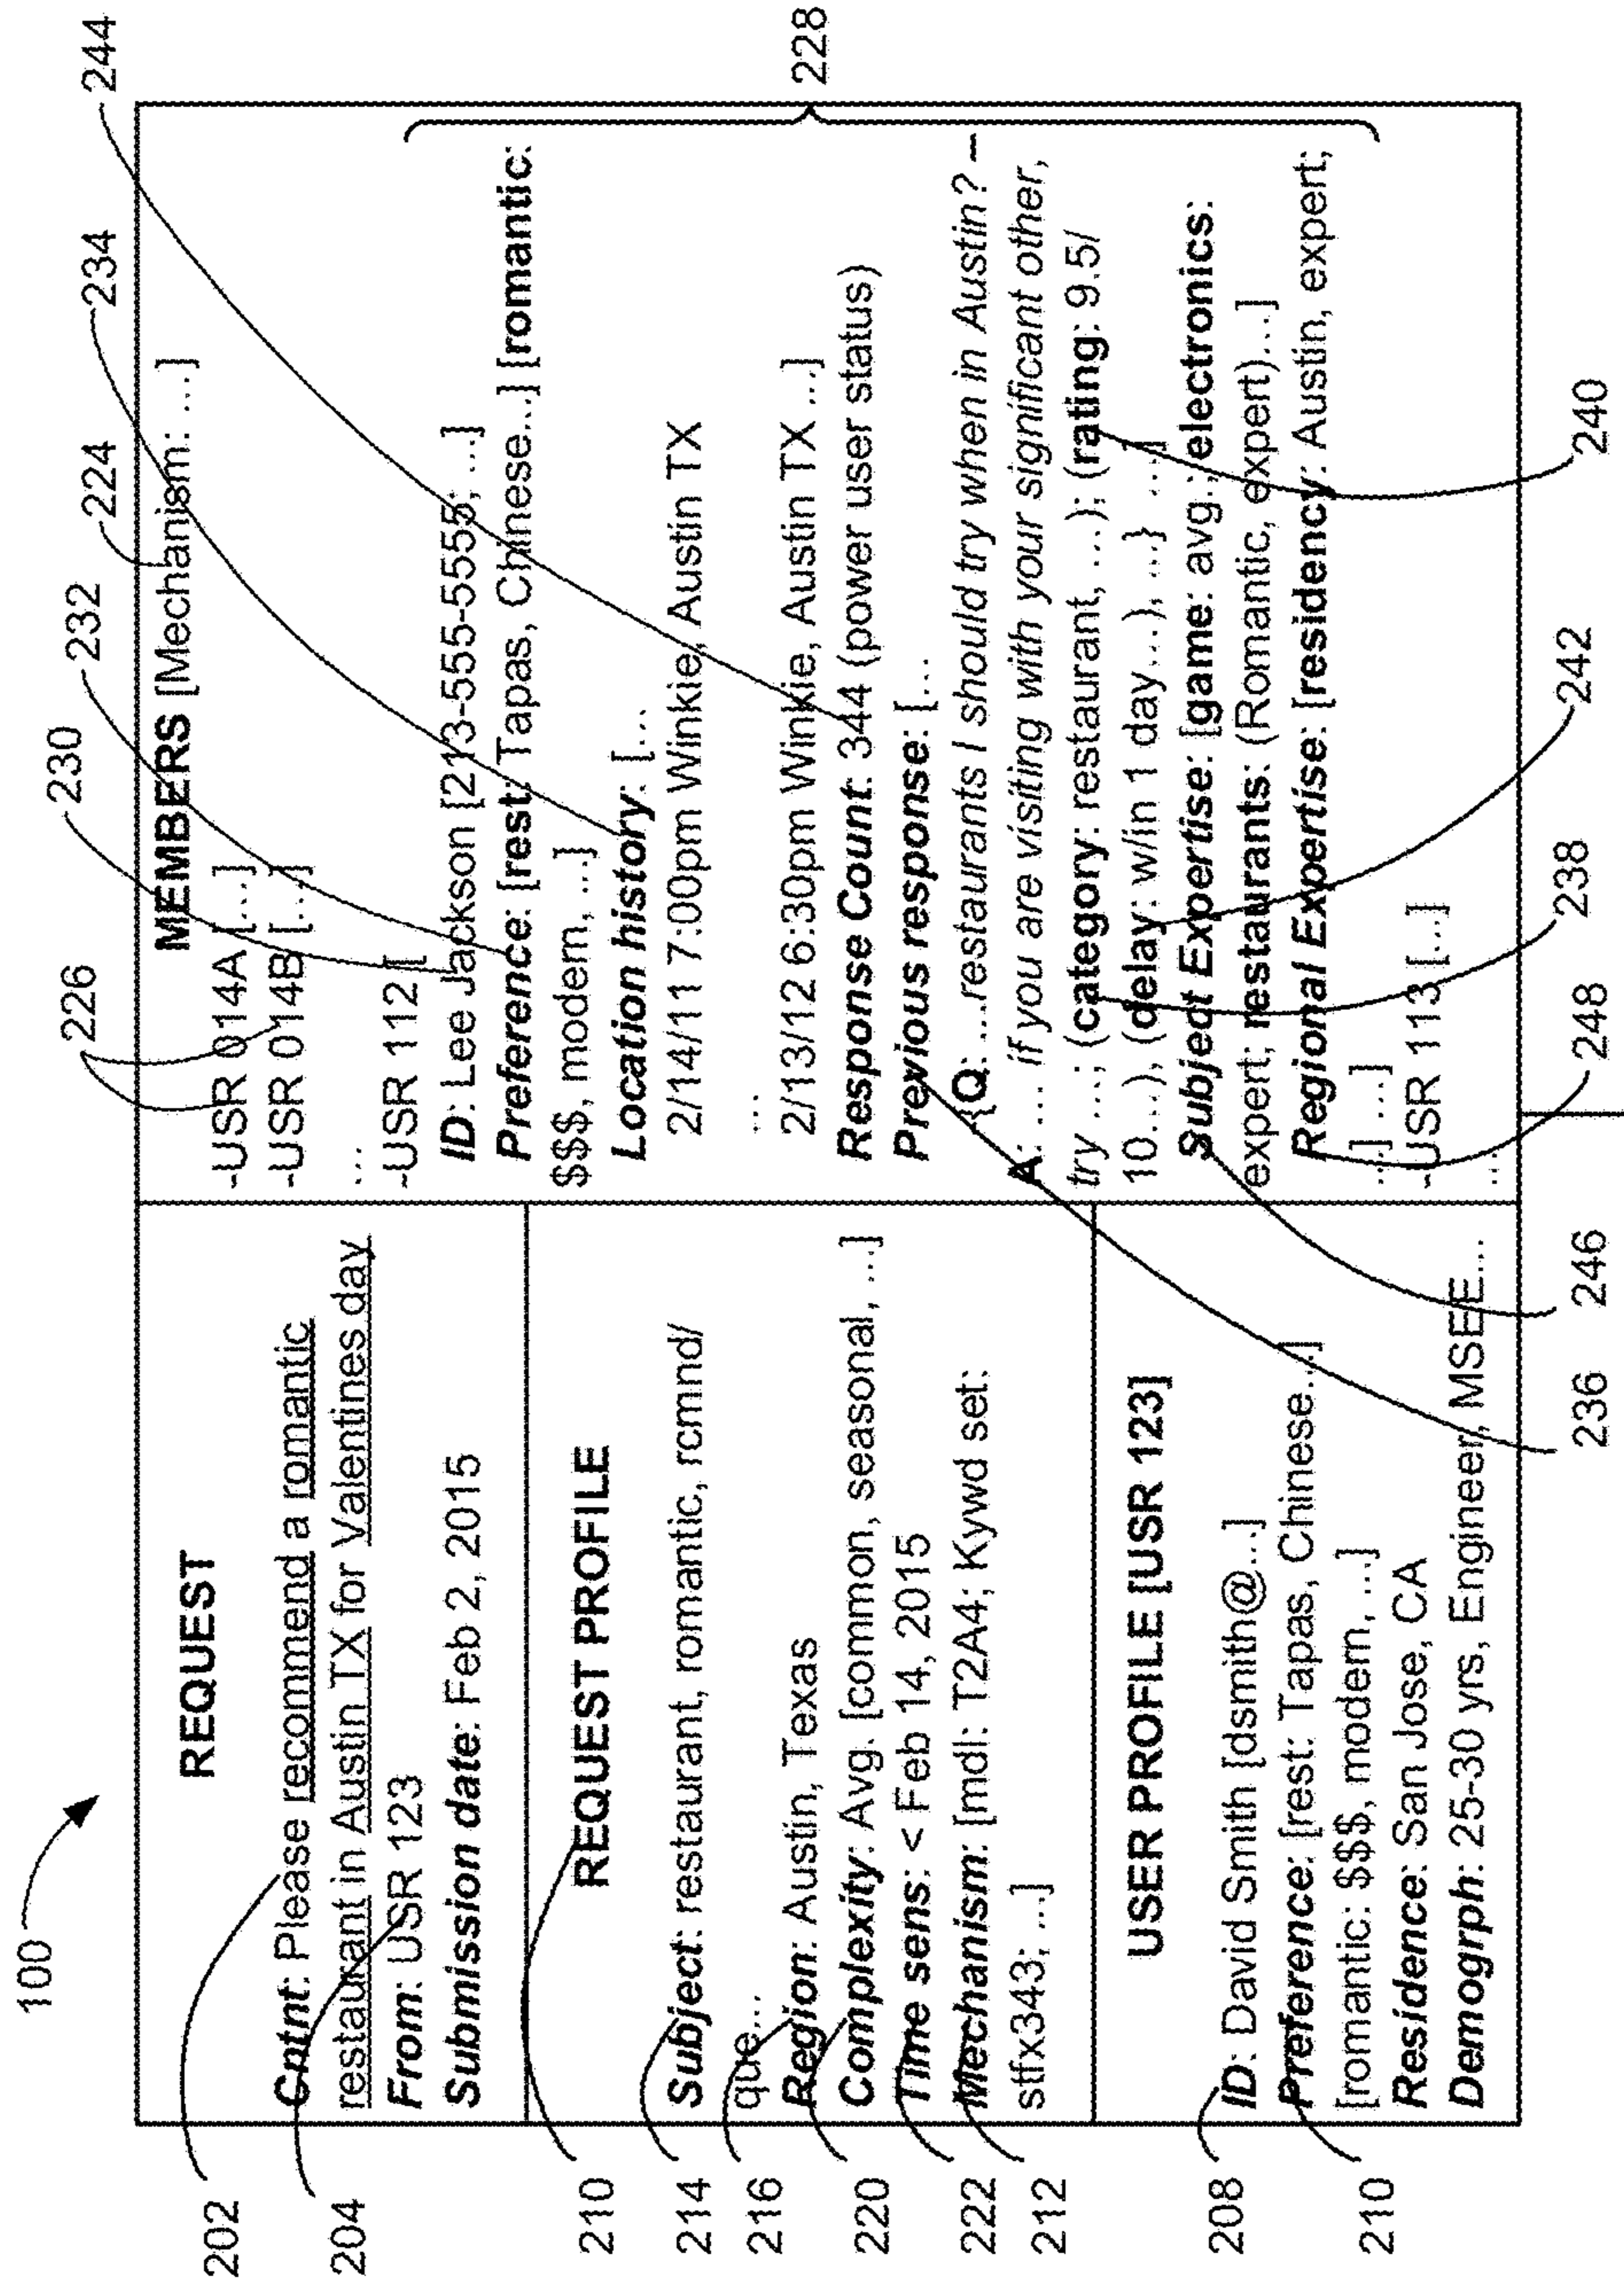 100
REQUEST
Cntnt: Please recommend a romantic
restaurant in Austin TX for Valentines day
From: USR 123
Submission date: Feb 2, 2015
REQUEST PROFILE
Subject: restaurant, romantic, rcmnd/
que...
Region: Austin, Texas
Complexity: Avg. [common, seasonal, ...]
Time sens: < Feb 14, 2015
Mechanism: [mdl: T2A4; Kywd set:
stfx343; ...]
USER PROFILE [USR 123]
ID: David Smith [dsmith@...]
Preference: [rest: Tapas, Chinese...]
[romantic: $$$, modern, ...]
Residence: San Jose, CA
Demogrph: 25-30 yrs, Engineer, MSEE...
MEMBERS [Mechanism: ...]
-USR 014A [...]
-USR 014B [...]
...
-USR 112 [
ID: Lee Jackson [213-555-5555; ...]
Preference: [rest: Tapas, Chinese...] [romantic:
$$$, modern, ...]
Location history: [...
2/14/11 7:00pm Winkie, Austin TX
...
2/13/12 6:30pm Winkie, Austin TX ...]
Response Count: 344 (power user status)
Previous response: [...
{Q: ...restaurants I should try when in Austin? –
A: ... if you are visiting with your significant other,
try ...; (category: restaurant, ...); (rating: 9.5/
10...), (delay: w/in 1 day...), ...} ...]
Subject Expertise: [game: avg.; electronics:
expert; restaurants: (Romantic, expert)...]
Regional Expertise: [residency: Austin, expert;
...] ...]
-USR 113 [...]
...
202
204
210
214
216
220
222
212
208
210
226
230
232
224
234
244
228
236
246
248
238
242
240